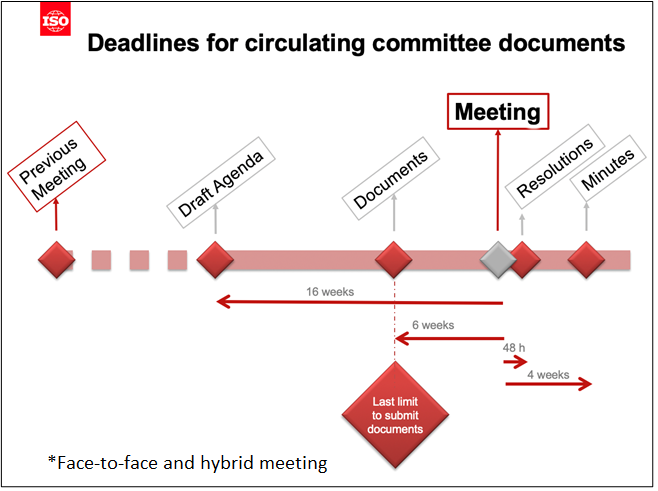 ISO
Deadlines for circulating committee documents
Previous
Meeting
Draft Agenda
Documents
Meeting
Resolutions
Minutes
16 weeks
6 weeks
48 h
4 weeks
Last limit
to submit
documents
*Face-to-face and hybrid meeting